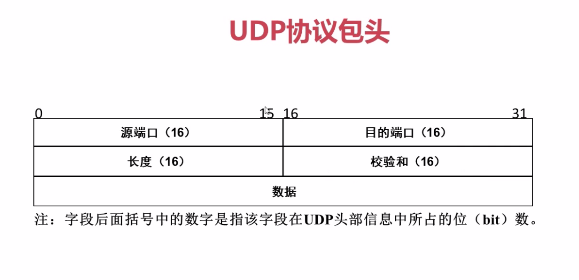 UDP协议包头
0 15 16 31
源端口（16） 目的端口（16）
长度（16） 校验和（16）
数据
注：字段后面括号中的数字是指该字段在UDP头部信息中所占的位（bit）数。